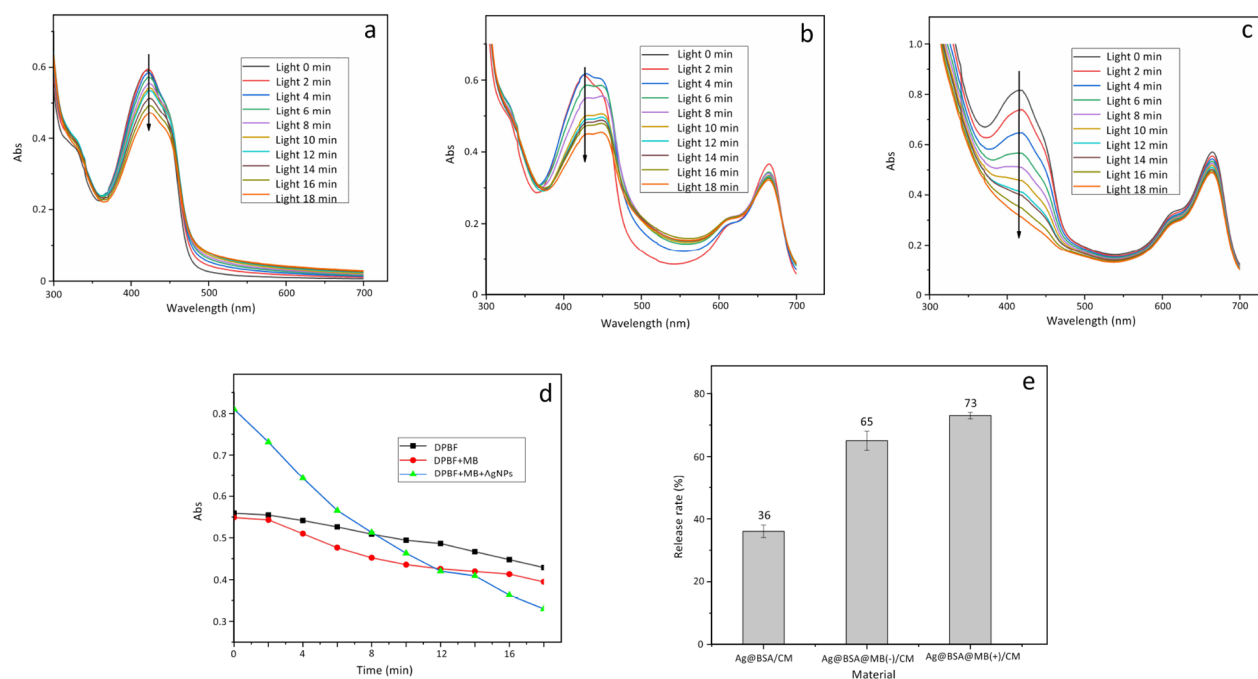 a
Light 0 min
Light 2 min
Light 4 min
Light 6 min
Light 8 min
Light 10 min
Light 12 min
Light 14 min
Light 16 min
Light 18 min
0.6
0.4
0.2
0
Abs
300 400 500 600 700
Wavelength (nm)
b
Light 0 min
Light 2 min
Light 4 min
Light 6 min
Light 8 min
Light 10 min
Light 12 min
Light 14 min
Light 16 min
Light 18 min
0.6
0.4
0.2
0.0
Abs
300 400 500 600 700
Wavelength (nm)
c
Light 0 min
Light 2 min
Light 4 min
Light 6 min
Light 8 min
Light 10 min
Light 12 min
Light 14 min
Light 16 min
Light 18 min
1.0
0.8
0.6
0.4
0.2
Abs
300 400 500 600 700
Wavelength (nm)
d
DPBF
DPBF+MB
DPBF+MB+AgNPs
0.8
0.7
0.6
0.5
0.4
0.3
Abs
0 2 4 6 8 10 12 14 16
Time (min)
e
80
60
40
20
0
Release rate (%)
36
65
73
Ag@BSA/CM Ag@BSA@MB(-)/CM Ag@BSA@MB(+)/CM
Material